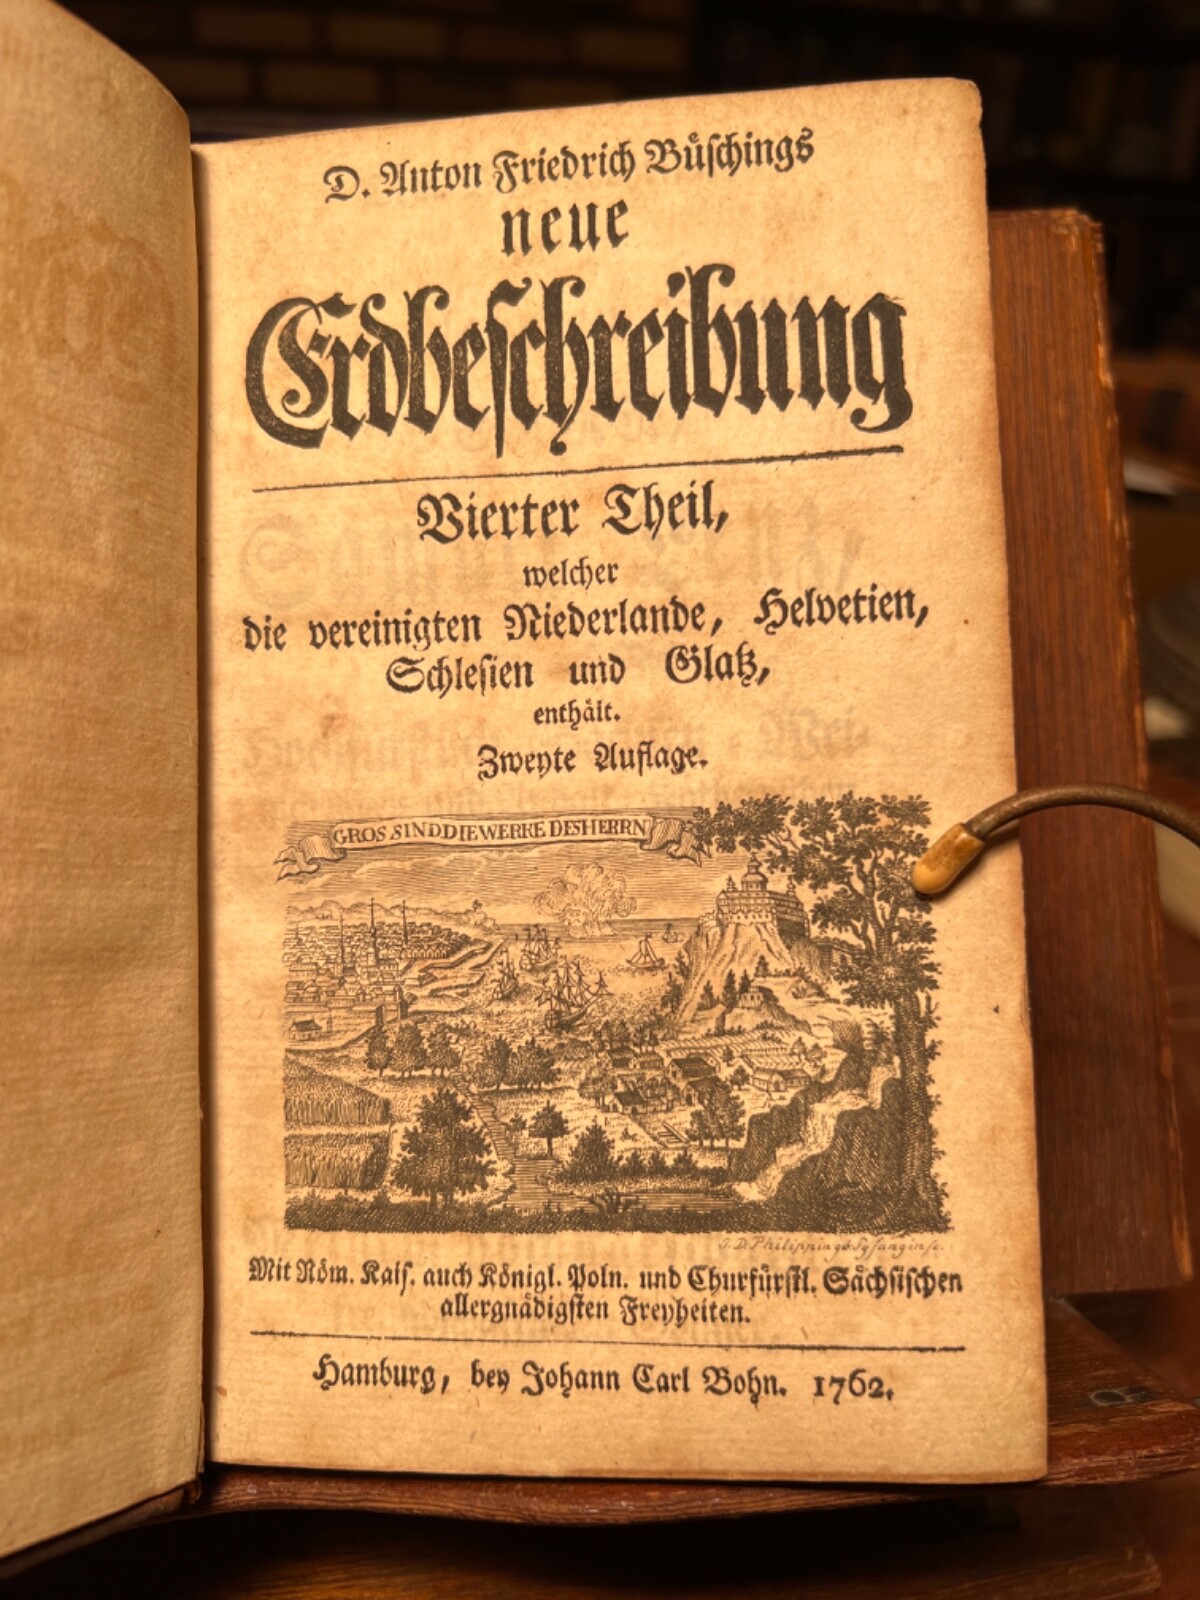 D. Anton Friedrich Büſchings
neue
Erdbeſchreibung
Vierter Theil,
welcher
die vereinigten Niederlande, Helvetien,
Schleſien und Glatz,
enthält.
Zweyte Auflage.
GROS SIND DIE WERKE DES HERRN
Mit Röm. Kaiſ. auch Königl. Poln. und Churfürſtl. Sächſiſchen
allergnädigſten Freyheiten.
Hamburg, bey Johann Carl Bohn. 1762.